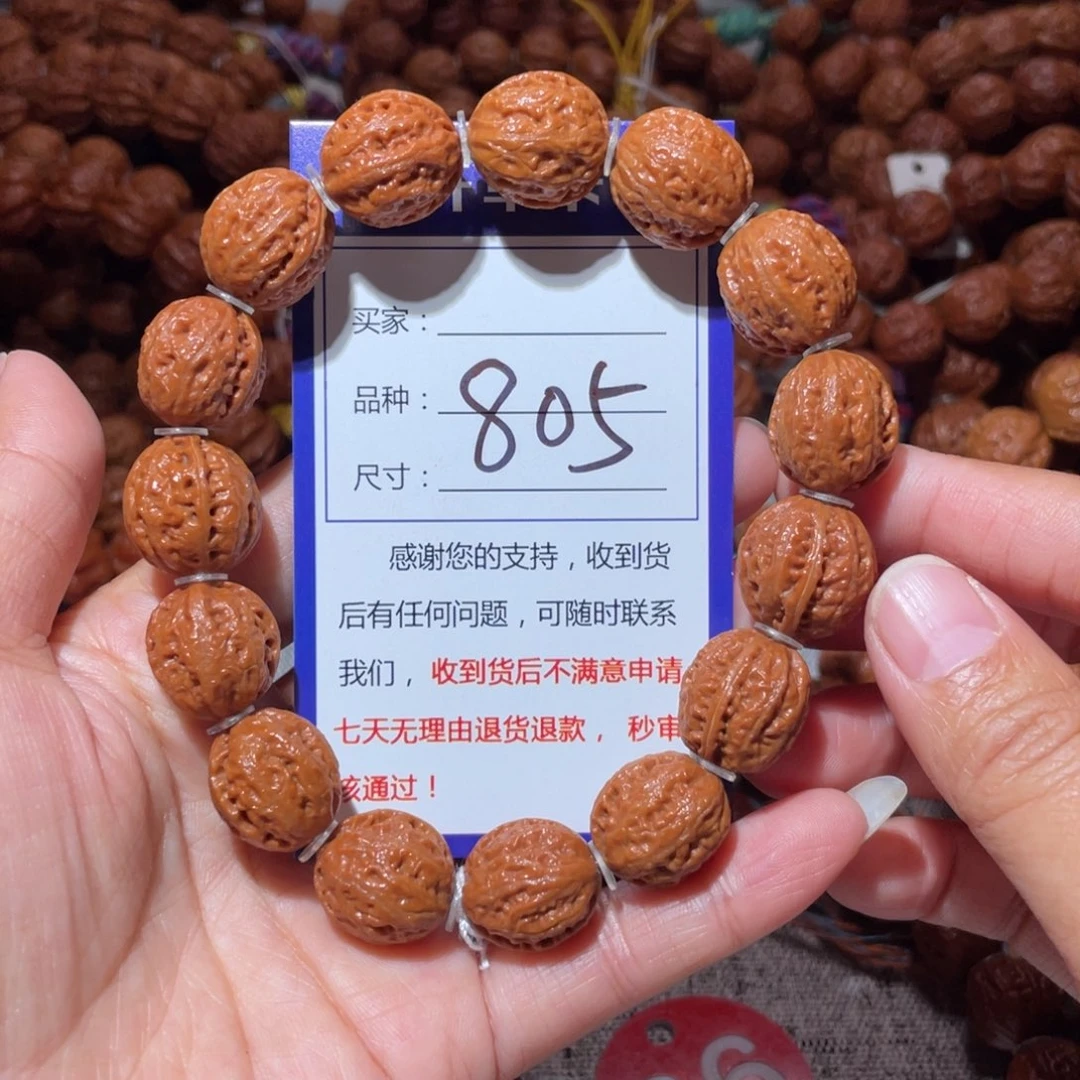 买家：
品种：
805
尺寸：
感谢您的支持，收到货
后有任何问题，可随时联系
我们，收到货后不满意申请
七天无理由退货退款，秒审
核通过！